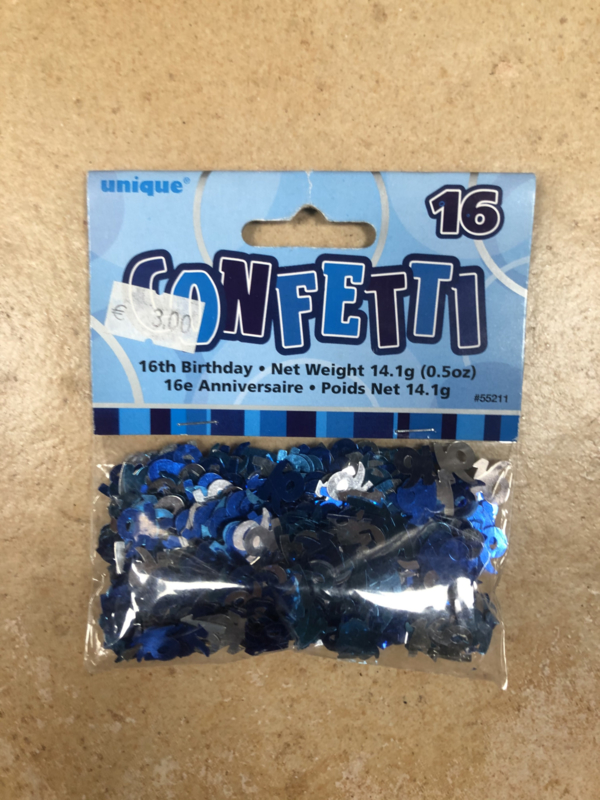 unique®
16
CONFETTI
€ 3.00
16th Birthday • Net Weight 14.1g (0.5oz)
16e Anniversaire • Poids Net 14.1g
#55211